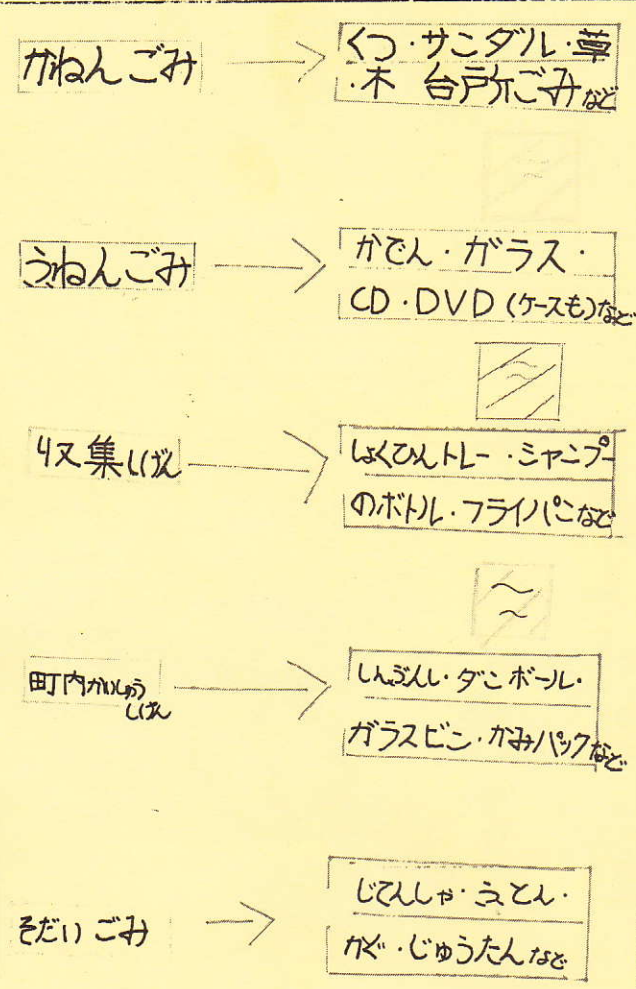 かねんごみ
くつ・サンダル・草
・木 台所ごみなど
ふねんごみ
かでん・ガラス・
CD・DVD(ケースも)など
収集しげん
しょくひんトレー・シャンプー
のボトル・フライパンなど
町内かいしゅう
しげん
しんぶんし・ダンボール・
ガラスビン・かみパックなど
そだいごみ
じてんしゃ・ふとん・
かぐ・じゅうたんなど